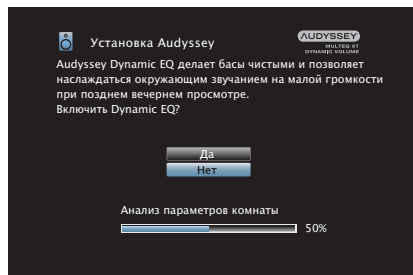 Установка Audyssey
AUDYSSEY
MULTEQ XT
DYNAMIC VOLUME
Audyssey Dynamic EQ делает басы чистыми и позволяет
наслаждаться окружающим звучанием на малой громкости
при позднем вечернем просмотре.
Включить Dynamic EQ?
Да
Нет
Анализ параметров комнаты
50%